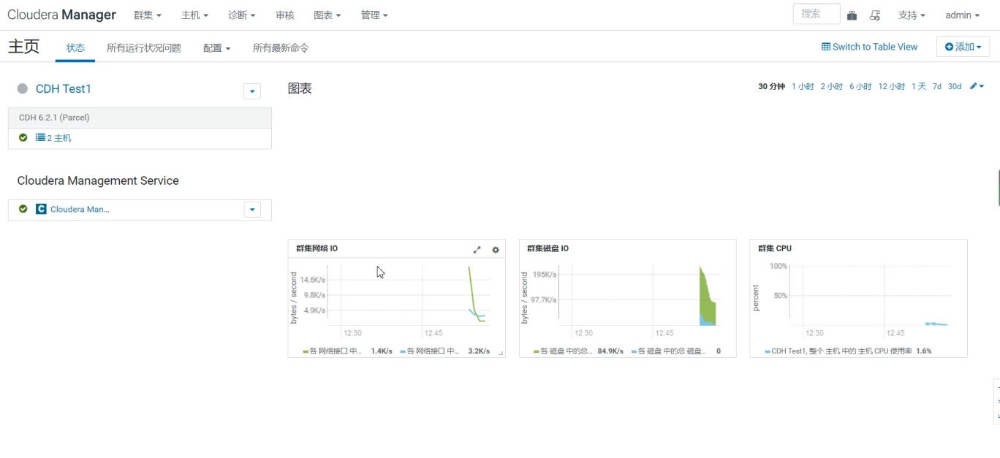 Cloudera Manager 群集 主机 诊断 审核 图表 管理 搜索 支持 admin
主页 状态 所有运行状况问题 配置 所有最新命令 Switch to Table View 添加
CDH Test1
CDH 6.2.1 (Parcel)
2 主机
Cloudera Management Service
Cloudera Man...
图表 30 分钟 1 小时 2 小时 6 小时 12 小时 1 天 7d 30d
群集网络 IO
bytes / second
14.6K/s
9.8K/s
4.9K/s
12:30 12:45
各 网络接口 中... 1.4K/s 各 网络接口 中... 3.2K/s
群集磁盘 IO
bytes / second
195K/s
97.7K/s
12:30 12:45
各 磁盘 中的总... 84.9K/s 各 磁盘 中的总 磁盘... 0
群集 CPU
percent
100%
50%
12:30 12:45
CDH Test1, 整个 主机 中的 主机 CPU 使用率 1.6%